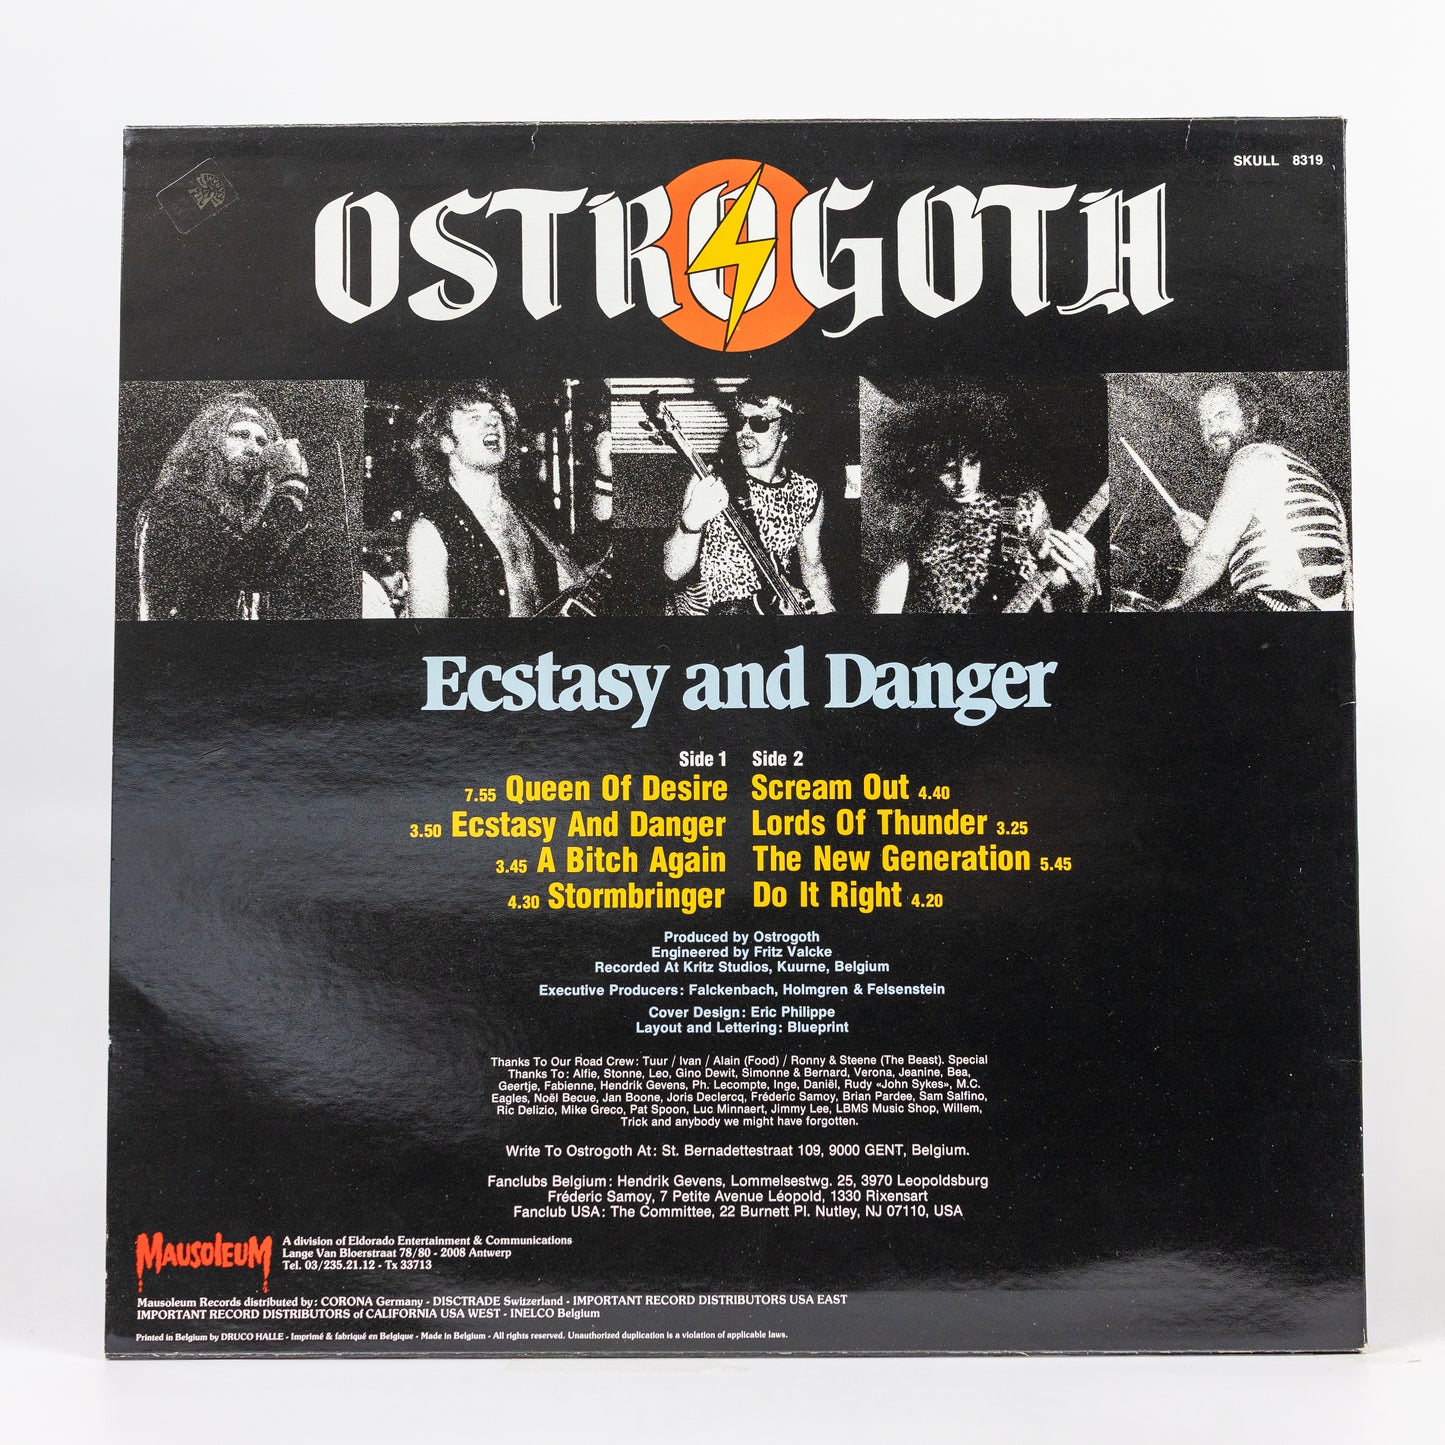 SKULL 8319
OSTROGOTH
Ecstasy and Danger
Side 1
7.55 Queen Of Desire
3.50 Ecstasy And Danger
3.45 A Bitch Again
4.30 Stormbringer
Side 2
Scream Out 4.40
Lords Of Thunder 3.25
The New Generation 5.45
Do It Right 4.20
Produced by Ostrogoth
Engineered by Fritz Valcke
Recorded At Kritz Studios, Kuurne, Belgium
Executive Producers: Falckenbach, Holmgren & Felsenstein
Cover Design: Eric Philippe
Layout and Lettering: Blueprint
Thanks To Our Road Crew: Tuur / Ivan / Alain (Food) / Ronny & Steene (The Beast). Special
Thanks To: Alfie, Stonne, Leo, Gino Dewit, Simonne & Bernard, Verona, Jeanine, Bea,
Geertje, Fabienne, Hendrik Gevens, Ph. Lecompte, Inge, Daniël, Rudy «John Sykes», M.C.
Eagles, Noël Becue, Jan Boone, Joris Declercq, Fréderic Samoy, Brian Pardee, Sam Salfino,
Ric Delizio, Mike Greco, Pat Spoon, Luc Minnaert, Jimmy Lee, LBMS Music Shop, Willem,
Trick and anybody we might have forgotten.
Write To Ostrogoth At: St. Bernadettestraat 109, 9000 GENT, Belgium.
Fanclubs Belgium: Hendrik Gevens, Lommelsestwg. 25, 3970 Leopoldsburg
Fréderic Samoy, 7 Petite Avenue Léopold, 1330 Rixensart
Fanclub USA: The Committee, 22 Burnett Pl. Nutley, NJ 07110, USA
MAUSOLEUM
A division of Eldorado Entertainment & Communications
Lange Van Bloerstraat 78/80 - 2008 Antwerp
Tel. 03/235.21.12 - Tx 33713
Mausoleum Records distributed by: CORONA Germany - DISCTRADE Switzerland - IMPORTANT RECORD DISTRIBUTORS USA EAST
IMPORTANT RECORD DISTRIBUTORS of CALIFORNIA USA WEST - INELCO Belgium
Printed in Belgium by DRUCO HALLE - Imprimé & fabriqué en Belgique - Made in Belgium - All rights reserved. Unauthorized duplication is a violation of applicable laws.